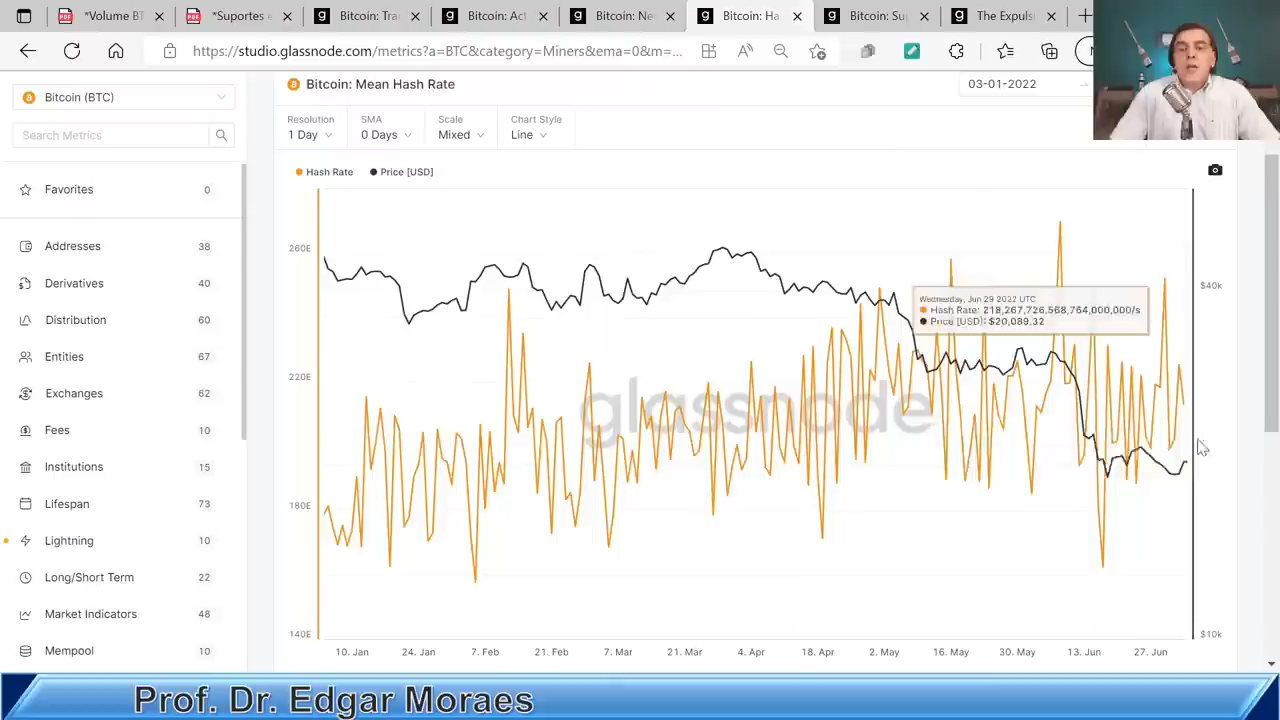 *Volume BT
*Suportes e
Bitcoin: Tra
Bitcoin: Act
Bitcoin: Ne
Bitcoin: Ha
Bitcoin: Su
The Expuls
https://studio.glassnode.com/metrics?a=BTC&category=Miners&ema=0&m=...
Bitcoin (BTC)
Search Metrics
Favorites 0
Addresses 38
Derivatives 40
Distribution 60
Entities 67
Exchanges 62
Fees 10
Institutions 15
Lifespan 73
Lightning 10
Long/Short Term 22
Market Indicators 48
Mempool 10
Bitcoin: Mean Hash Rate
03-01-2022 →
Resolution SMA Scale Chart Style
1 Day 0 Days Mixed Line
Hash Rate Price [USD]
260E
220E
180E
140E
$40k
$10k
Wednesday, Jun 29 2022 UTC
Hash Rate: 218,267,726,568,764,000,000/s
Price [USD]: $20,089.32
glassnode
10. Jan 24. Jan 7. Feb 21. Feb 7. Mar 21. Mar 4. Apr 18. Apr 2. May 16. May 30. May 13. Jun 27. Jun
Prof. Dr. Edgar Moraes